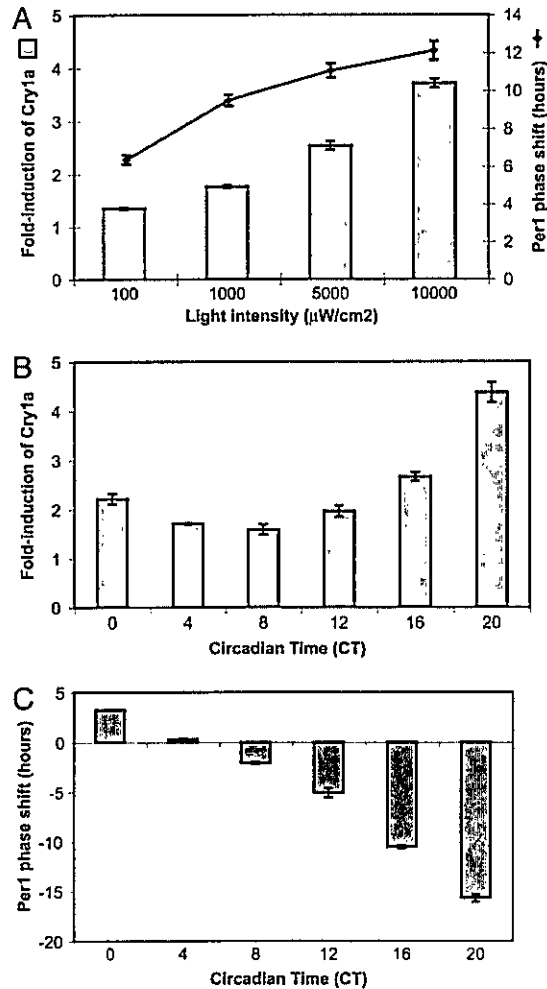 A
Fold-induction of Cry1a
5
4
3
2
1
0
14
12
10
8
6
4
2
0
Per1 phase shift (hours)
100 1000 5000 10000
Light intensity (µW/cm2)
B
Fold-induction of Cry1a
5
4
3
2
1
0
0 4 8 12 16 20
Circadian Time (CT)
C
Per1 phase shift (hours)
5
0
-5
-10
-15
-20
0 4 8 12 16 20
Circadian Time (CT)